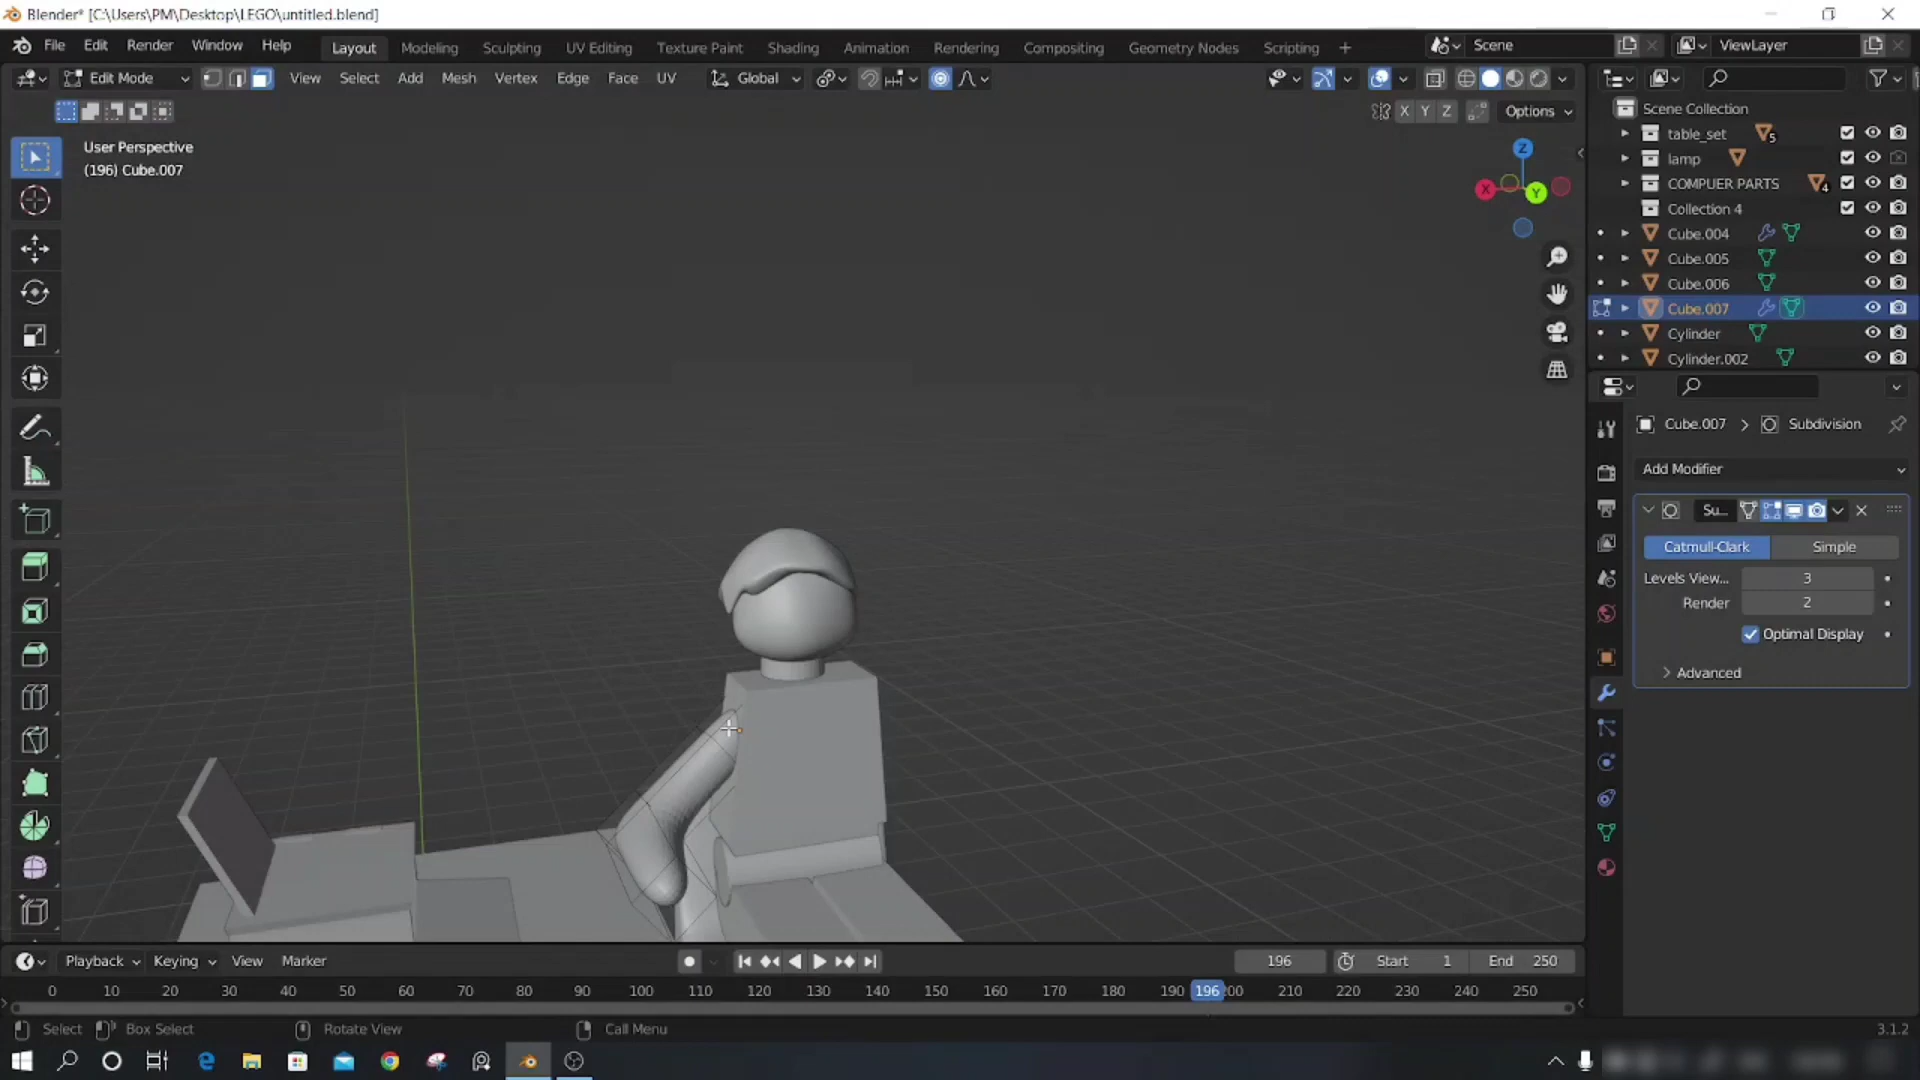 Blender* [C:\Users\PM\Desktop\LEGO\untitled.blend]
File Edit Render Window Help Layout Modeling Sculpting UV Editing Texture Paint Shading Animation Rendering Compositing Geometry Nodes Scripting + Scene ViewLayer
Edit Mode View Select Add Mesh Vertex Edge Face UV Global
X Y Z Options
User Perspective
(196) Cube.007
Z
X
Y
Scene Collection
table_set 5
lamp
COMPUER PARTS 4
Collection 4
Cube.004
Cube.005
Cube.006
Cube.007
Cylinder
Cylinder.002
Cube.007 > Subdivision
Add Modifier
Su...
Catmull-Clark Simple
Levels View... 3
Render 2
Optimal Display
Advanced
Playback Keying View Marker 196 Start 1 End 250
0 10 20 30 40 50 60 70 80 90 100 110 120 130 140 150 160 170 180 190 196 200 210 220 230 240 250
Select Box Select Rotate View Call Menu 3.1.2